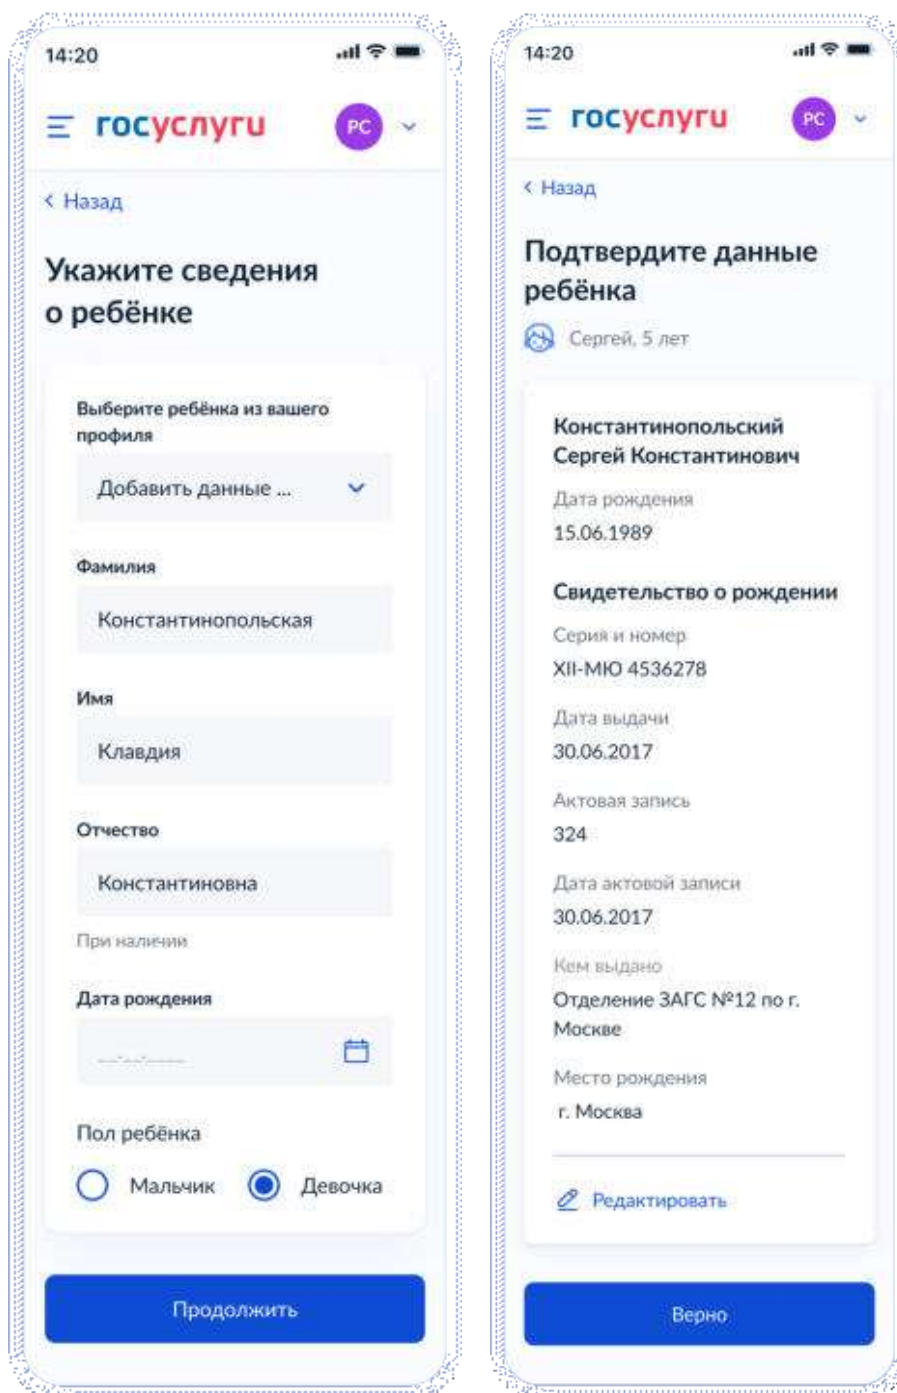 14:20
госуслуги
РС
Назад
Укажите сведения
о ребёнке
Выберите ребёнка из вашего
профиля
Добавить данные ...
Фамилия
Константинопольская
Имя
Клавдия
Отчество
Константиновна
При наличии
Дата рождения
__.__.____
Пол ребёнка
Мальчик
Девочка
Продолжить
14:20
госуслуги
РС
Назад
Подтвердите данные
ребёнка
Сергей, 5 лет
Константинопольский
Сергей Константинович
Дата рождения
15.06.1989
Свидетельство о рождении
Серия и номер
XII-МЮ 4536278
Дата выдачи
30.06.2017
Актовая запись
324
Дата актовой записи
30.06.2017
Кем выдано
Отделение ЗАГС №12 по г.
Москве
Место рождения
г. Москва
Редактировать
Верно